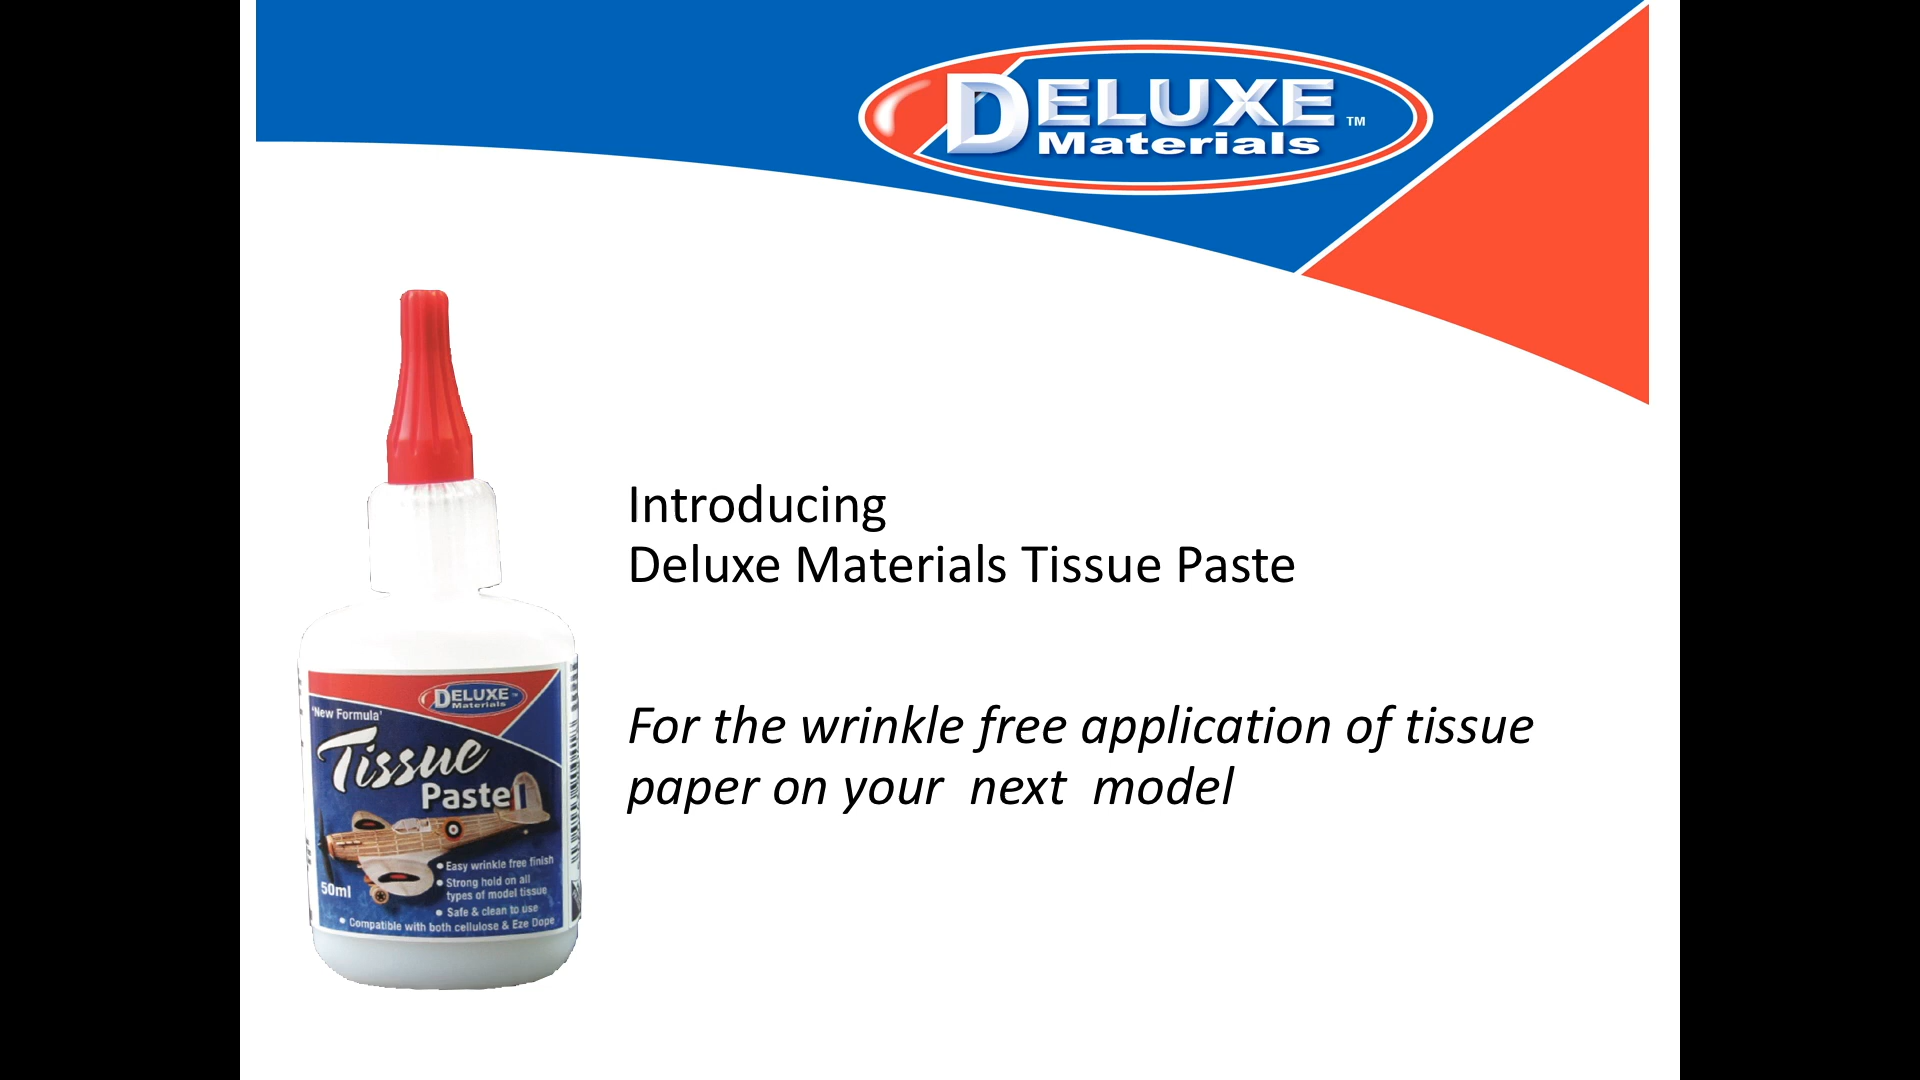 DELUXE
Materials ™
Introducing
Deluxe Materials Tissue Paste
For the wrinkle free application of tissue
paper on your next model
DELUXE
Materials
'New Formula'
Tissue
Paste
• Easy wrinkle free finish
• Strong hold on all
types of model tissue
50ml
• Safe & clean to use
• Compatible with both cellulose & Eze Dope